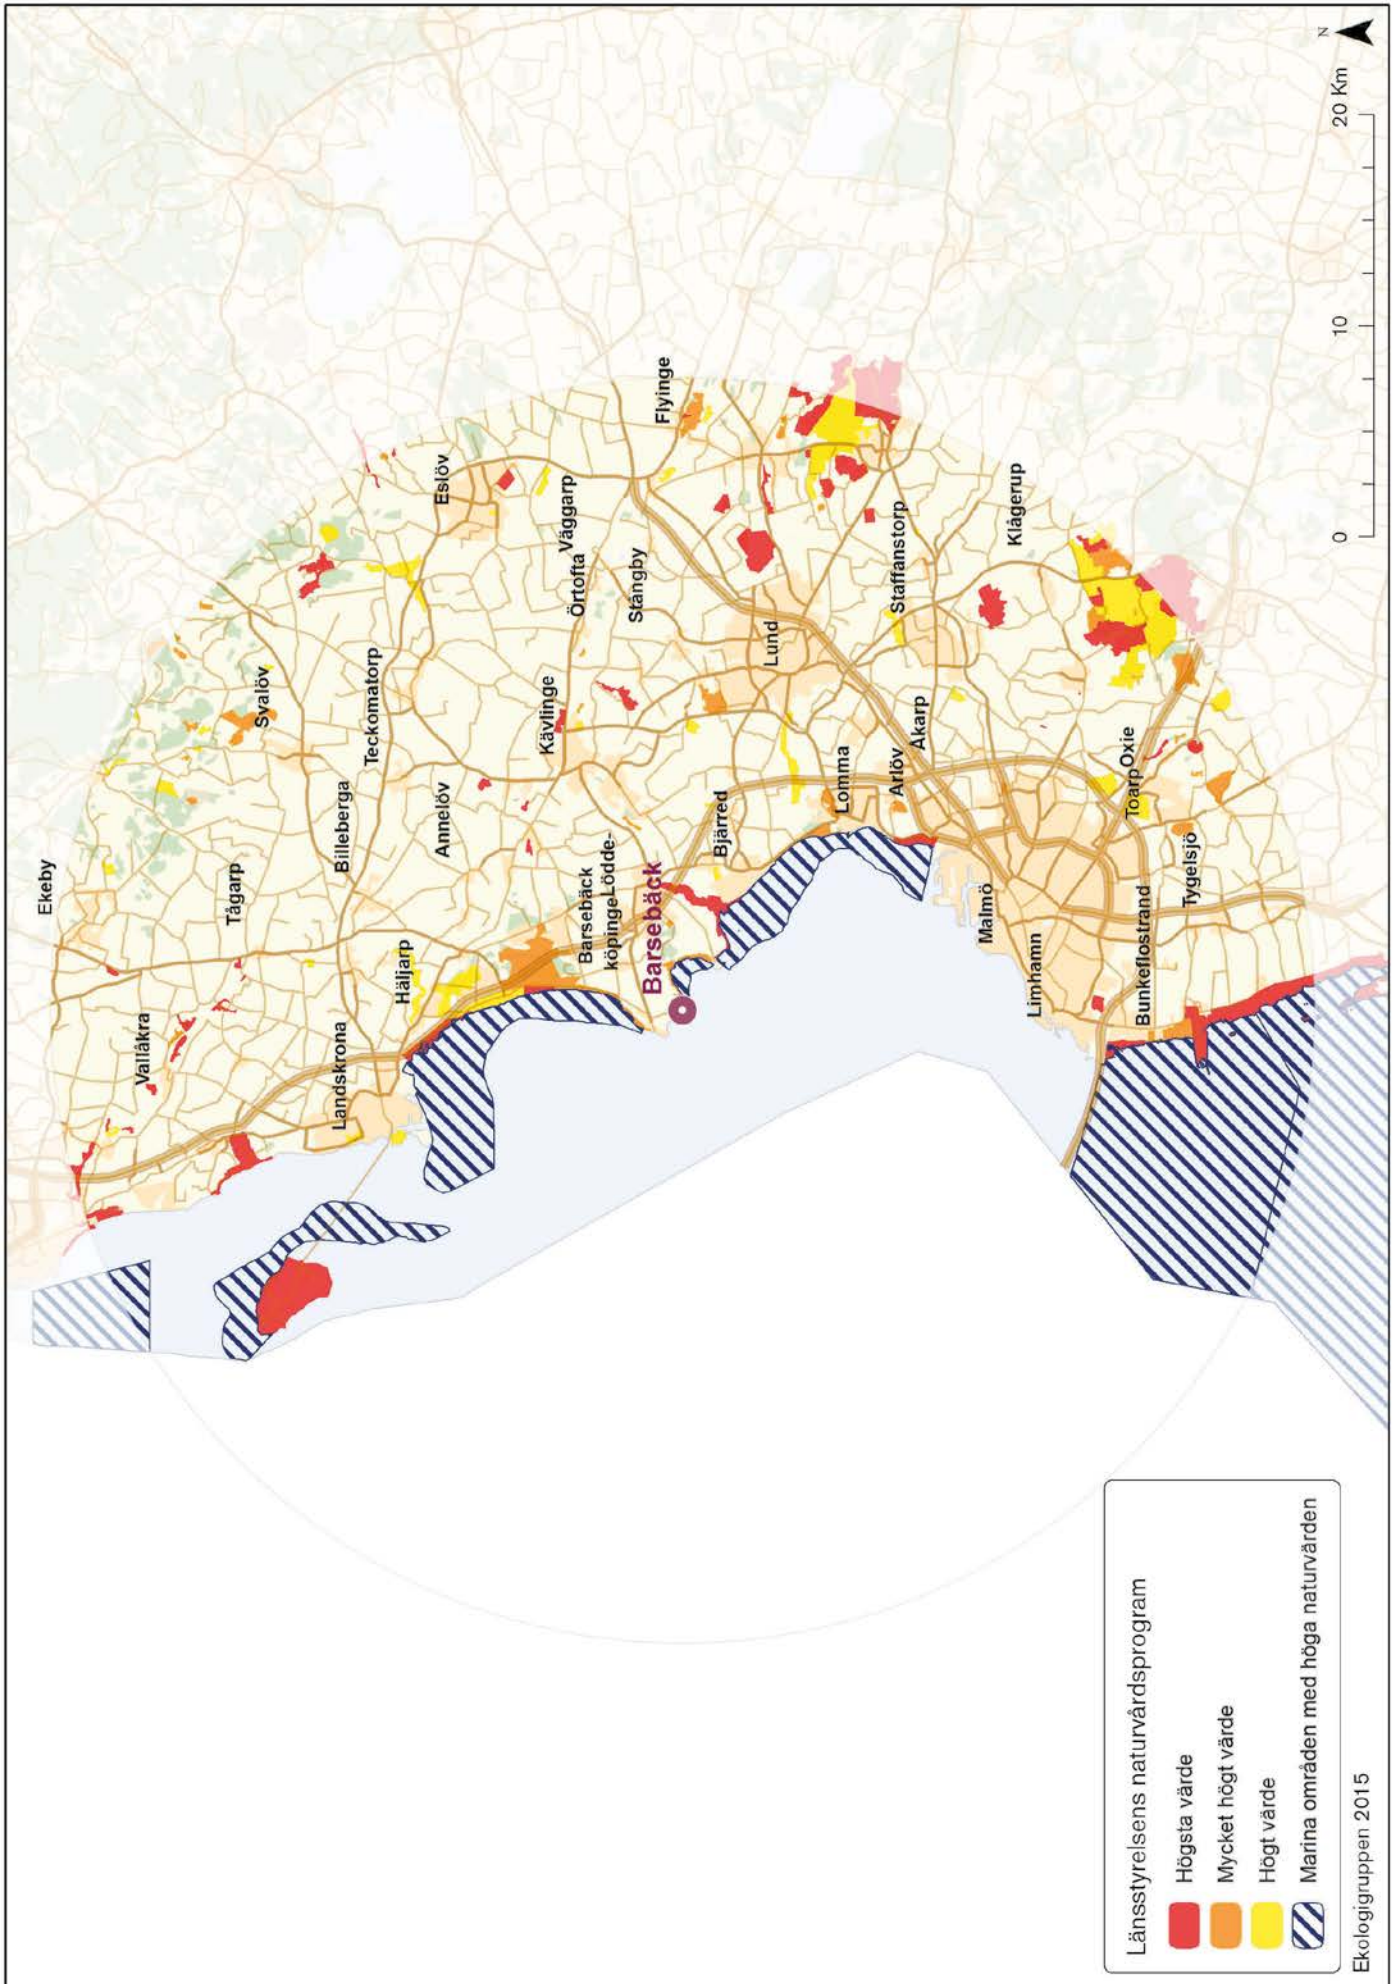 Ekeby
Vallåkra
Tågarp
Svalöv
Landskrona
Billeberga
Teckomatorp
Häljarp
Annelöv
Eslöv
Kävlinge
Örtofta
Väggarp
Barsebäck
köpinge
Lödde-
Stångby
Barsebäck
Flyinge
Bjärred
Lund
Lomma
Arlöv
Åkarp
Staffanstorp
Malmö
Klågerup
Limhamn
Bunkeflostrand
Toarp
Oxie
Tygelsjö
N
0
10
20 Km
Länsstyrelsens naturvårdsprogram
Högsta värde
Mycket högt värde
Högt värde
Marina områden med höga naturvärden
Ekologigruppen 2015